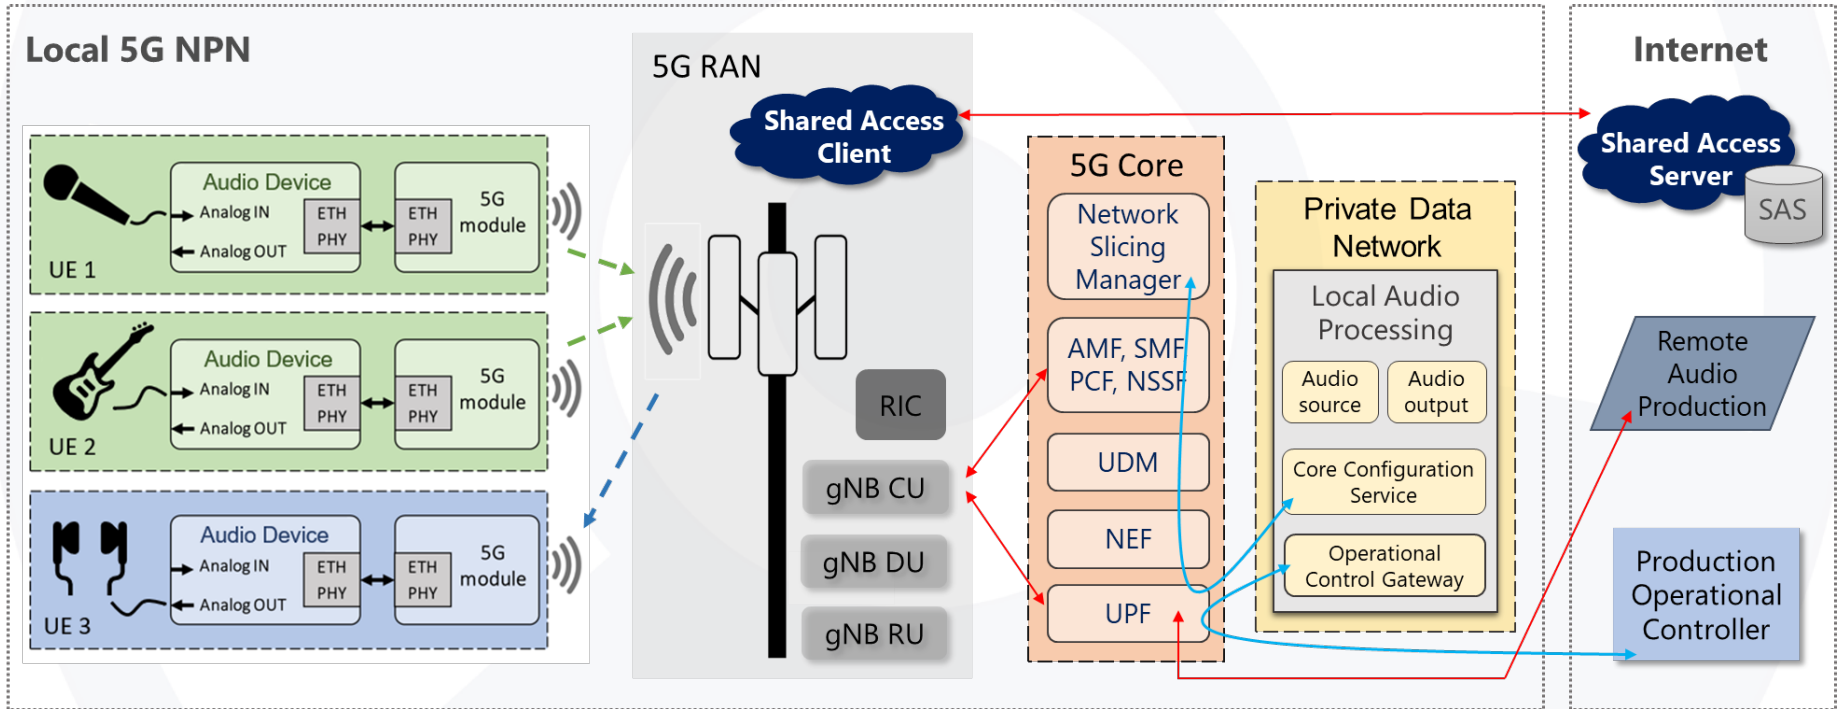 Local 5G NPN
Audio Device
Analog IN
Analog OUT
ETH
PHY
ETH
PHY
5G
module
UE 1
Audio Device
Analog IN
Analog OUT
ETH
PHY
ETH
PHY
5G
module
UE 2
Audio Device
Analog IN
Analog OUT
ETH
PHY
ETH
PHY
5G
module
UE 3
5G RAN
Shared Access
Client
RIC
gNB CU
gNB DU
gNB RU
5G Core
Network
Slicing
Manager
AMF, SMF
PCF, NSSF
UDM
NEF
UPF
Private Data
Network
Local Audio
Processing
Audio
source
Audio
output
Core Configuration
Service
Operational
Control Gateway
Internet
Shared Access
Server
SAS
Remote
Audio
Production
Production
Operational
Controller